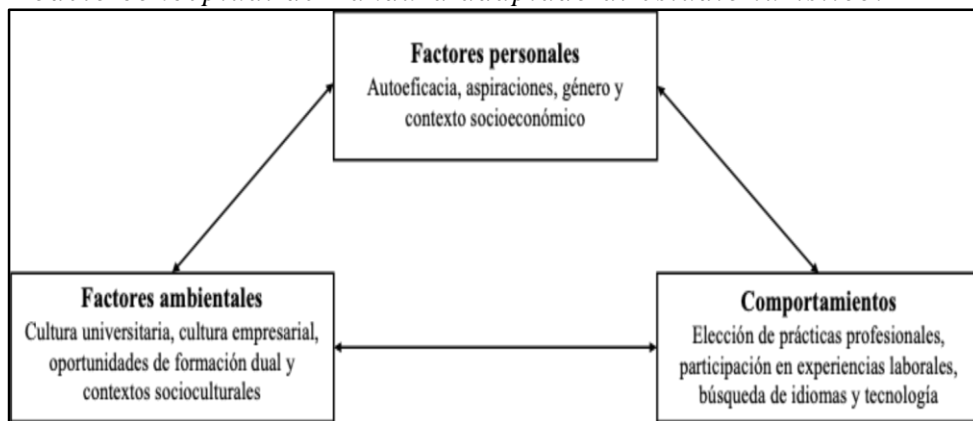 Factores personales
Autoeficacia, aspiraciones, género y
contexto socioeconómico
Factores ambientales
Cultura universitaria, cultura empresarial,
oportunidades de formación dual y
contextos socioculturales
Comportamientos
Elección de prácticas profesionales,
participación en experiencias laborales,
búsqueda de idiomas y tecnología